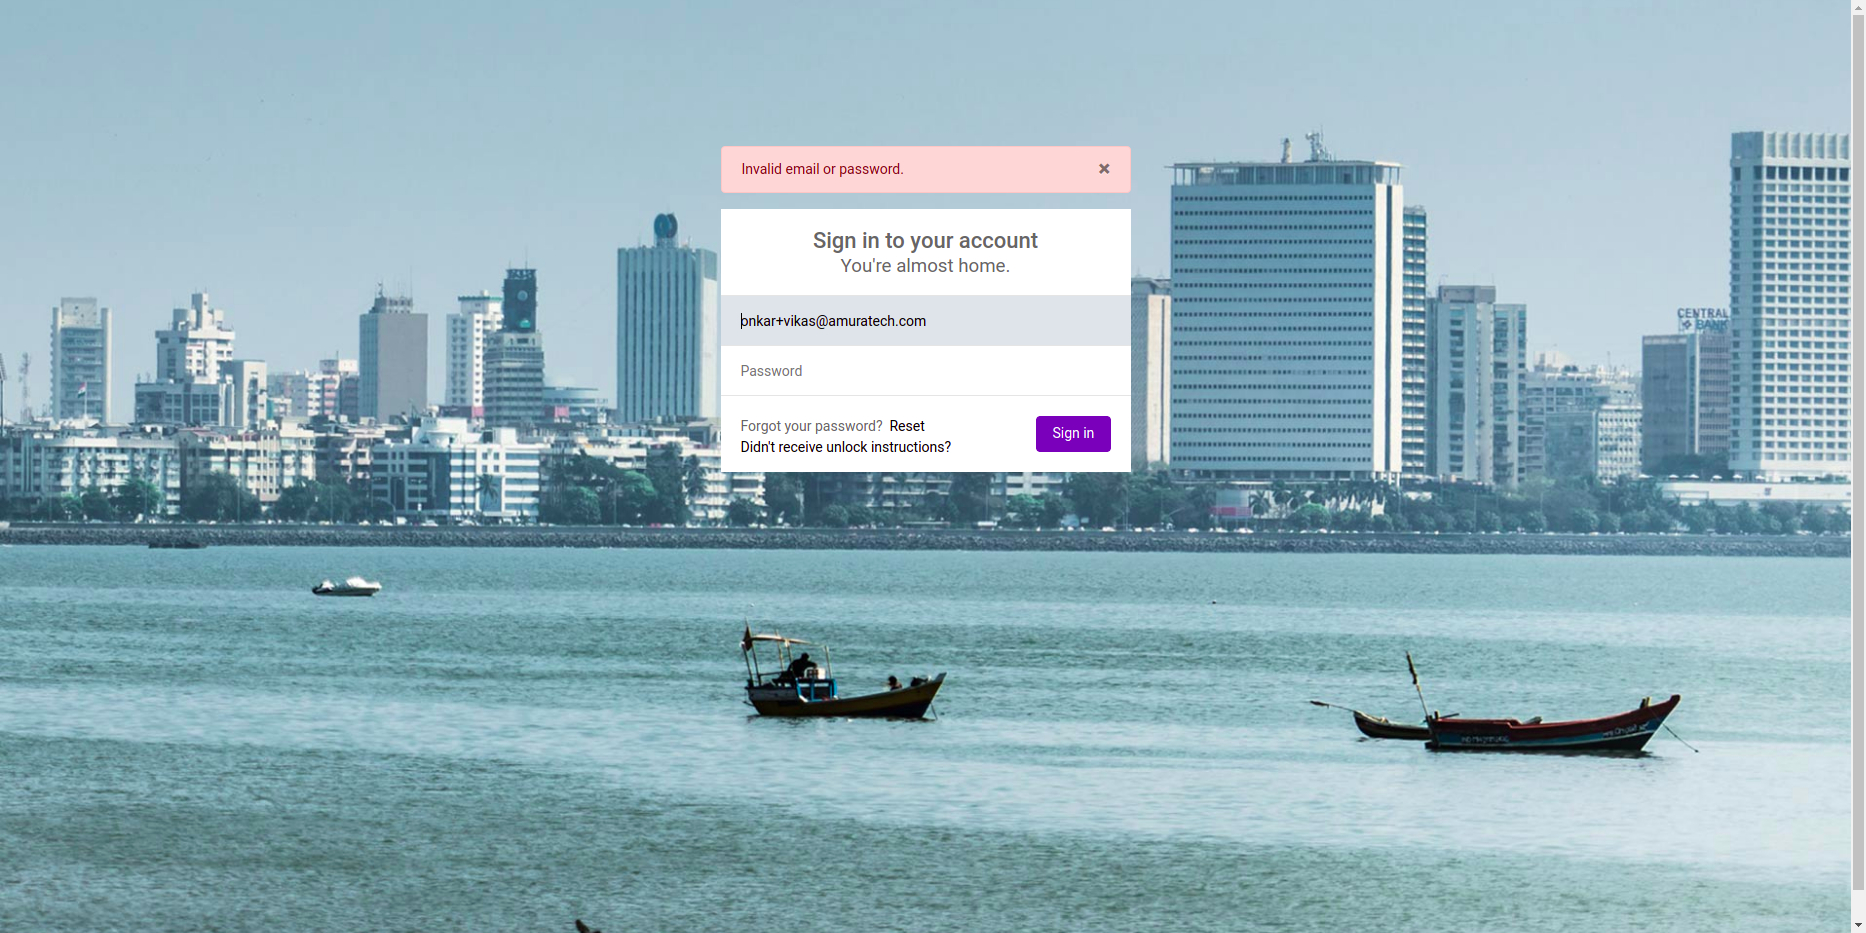 Invalid email or password.
×
Sign in to your account
You're almost home.
onkar+vikas@amuratech.com
Password
Forgot your password? Reset
Didn't receive unlock instructions?
Sign in
CENTRAL
BANK